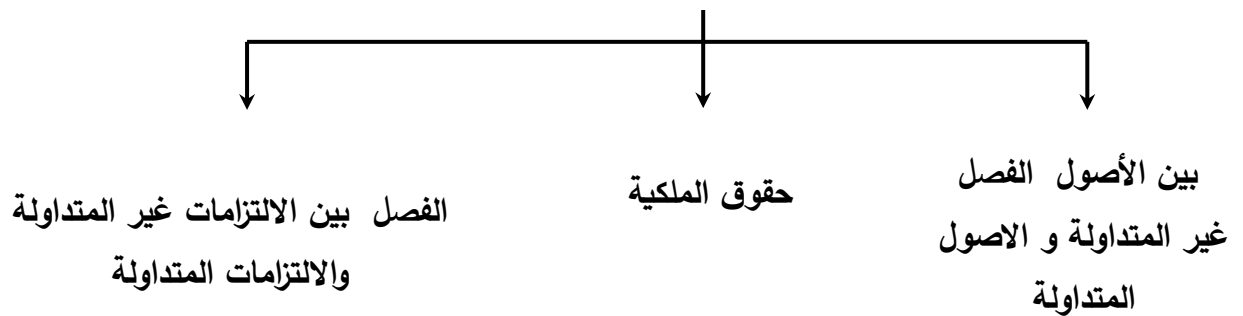 بين الأصول الفصل
غير المتداولة و الاصول
المتداولة
حقوق الملكية
الفصل بين الالتزامات غير المتداولة
والالتزامات المتداولة